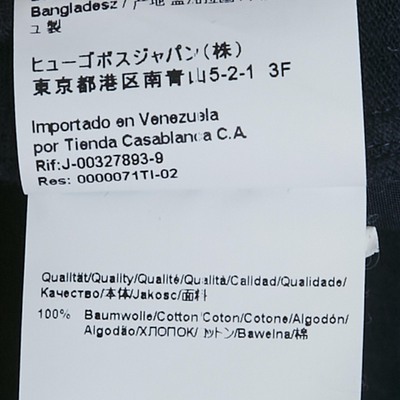 Bangladesz / 产地
ュ製
ヒューゴボスジャパン(株)
東京都港区南青山5-2-1 3F
Importado en Venezuela
por Tienda Casablanca C.A.
Rif:J-00327893-9
Res: 0000071TI-02
Qualität/Quality/Qualité/Qualità/Calidad/Qualidade/
Качество/本体/Jakosc/面料
100% Baumwolle/Cotton/Coton/Cotone/Algodón/
Algodão/ХЛОПОК/コットン/Bawelna/棉